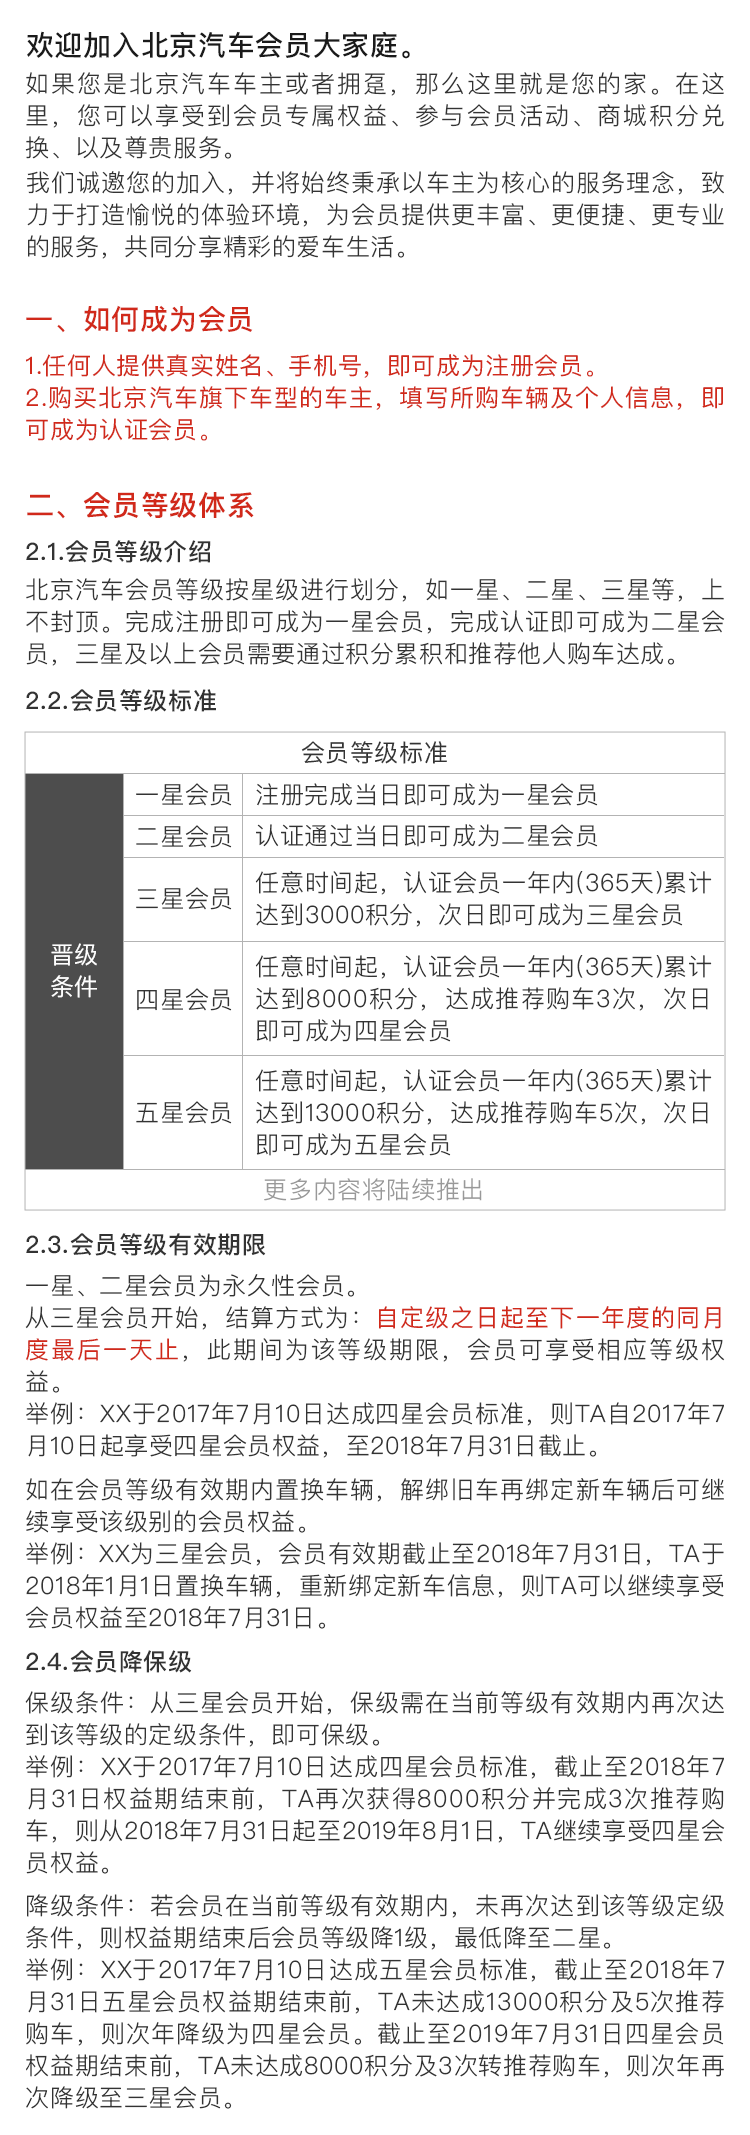 欢迎加入北京汽车会员大家庭。
如果您是北京汽车车主或者拥趸，那么这里就是您的家。在这
里，您可以享受到会员专属权益、参与会员活动、商城积分兑
换、以及尊贵服务。
我们诚邀您的加入，并将始终秉承以车主为核心的服务理念，致
力于打造愉悦的体验环境，为会员提供更丰富、更便捷、更专业
的服务，共同分享精彩的爱车生活。
一、如何成为会员
1.任何人提供真实姓名、手机号，即可成为注册会员。
2.购买北京汽车旗下车型的车主，填写所购车辆及个人信息，即
可成为认证会员。
二、会员等级体系
2.1.会员等级介绍
北京汽车会员等级按星级进行划分，如一星、二星、三星等，上
不封顶。完成注册即可成为一星会员，完成认证即可成为二星会
员，三星及以上会员需要通过积分累积和推荐他人购车达成。
2.2.会员等级标准
会员等级标准
晋级
条件
一星会员
注册完成当日即可成为一星会员
二星会员
认证通过当日即可成为二星会员
三星会员
任意时间起，认证会员一年内(365天)累计
达到3000积分，次日即可成为三星会员
四星会员
任意时间起，认证会员一年内(365天)累计
达到8000积分，达成推荐购车3次，次日
即可成为四星会员
五星会员
任意时间起，认证会员一年内(365天)累计
达到13000积分，达成推荐购车5次，次日
即可成为五星会员
更多内容将陆续推出
2.3.会员等级有效期限
一星、二星会员为永久性会员。
从三星会员开始，结算方式为：自定级之日起至下一年度的同月
度最后一天止，此期间为该等级期限，会员可享受相应等级权
益。
举例：XX于2017年7月10日达成四星会员标准，则TA自2017年7
月10日起享受四星会员权益，至2018年7月31日截止。
如在会员等级有效期内置换车辆，解绑旧车再绑定新车辆后可继
续享受该级别的会员权益。
举例：XX为三星会员，会员有效期截止至2018年7月31日，TA于
2018年1月1日置换车辆，重新绑定新车信息，则TA可以继续享受
会员权益至2018年7月31日。
2.4.会员降保级
保级条件：从三星会员开始，保级需在当前等级有效期内再次达
到该等级的定级条件，即可保级。
举例：XX于2017年7月10日达成四星会员标准，截止至2018年7
月31日权益期结束前，TA再次获得8000积分并完成3次推荐购
车，则从2018年7月31日起至2019年8月1日，TA继续享受四星会
员权益。
降级条件：若会员在当前等级有效期内，未再次达到该等级定级
条件，则权益期结束后会员等级降1级，最低降至二星。
举例：XX于2017年7月10日达成五星会员标准，截止至2018年7
月31日五星会员权益期结束前，TA未达成13000积分及5次推荐
购车，则次年降级为四星会员。截止至2019年7月31日四星会员
权益期结束前，TA未达成8000积分及3次转推荐购车，则次年再
次降级至三星会员。